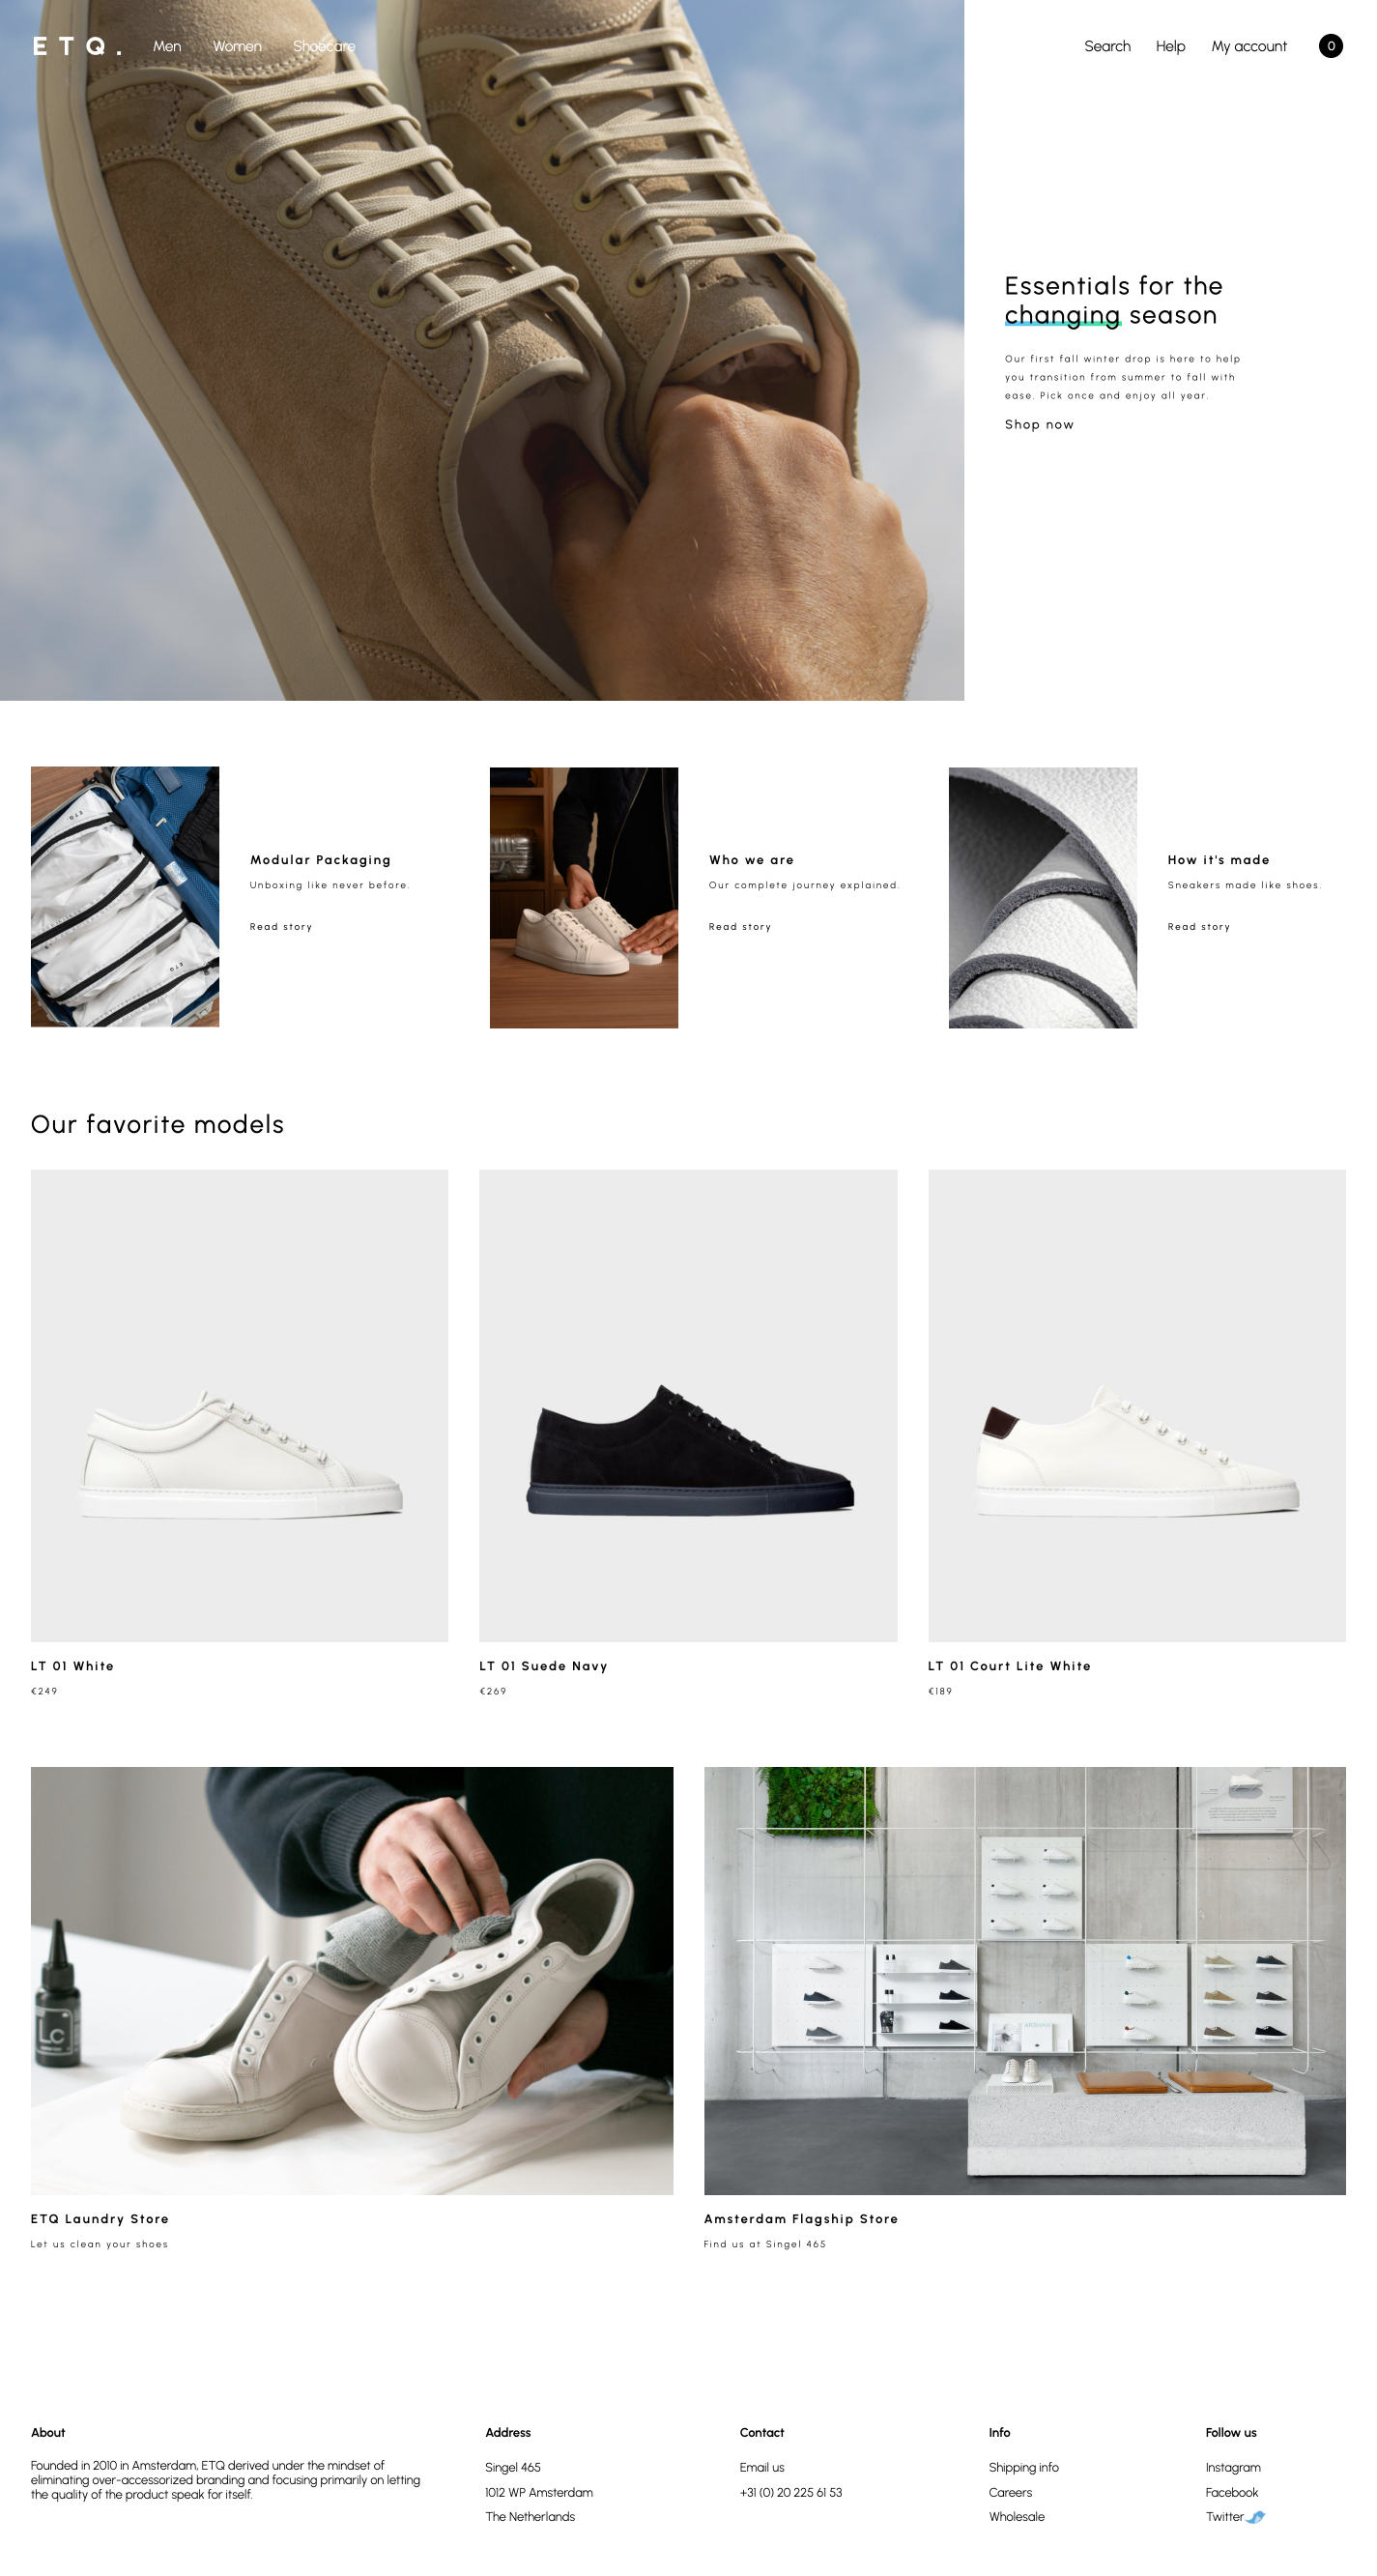 ETQ. Men Women Shoecare Search Help My account 0
Essentials for the
changing season
Our first fall winter drop is here to help
you transition from summer to fall with
ease. Pick once and enjoy all year.
Shop now
Modular Packaging
Unboxing like never before.
Read story
Who we are
Our complete journey explained.
Read story
How it's made
Sneakers made like shoes.
Read story
Our favorite models
LT 01 White
€249
LT 01 Suede Navy
€269
LT 01 Court Lite White
€189
Lc
ETQ Laundry Store
Let us clean your shoes
Amsterdam Flagship Store
Find us at Singel 465
About
Founded in 2010 in Amsterdam, ETQ derived under the mindset of
eliminating over-accessorized branding and focusing primarily on letting
the quality of the product speak for itself.
Address
Singel 465
1012 WP Amsterdam
The Netherlands
Contact
Email us
+31 (0) 20 225 61 53
Info
Shipping info
Careers
Wholesale
Follow us
Instagram
Facebook
Twitter